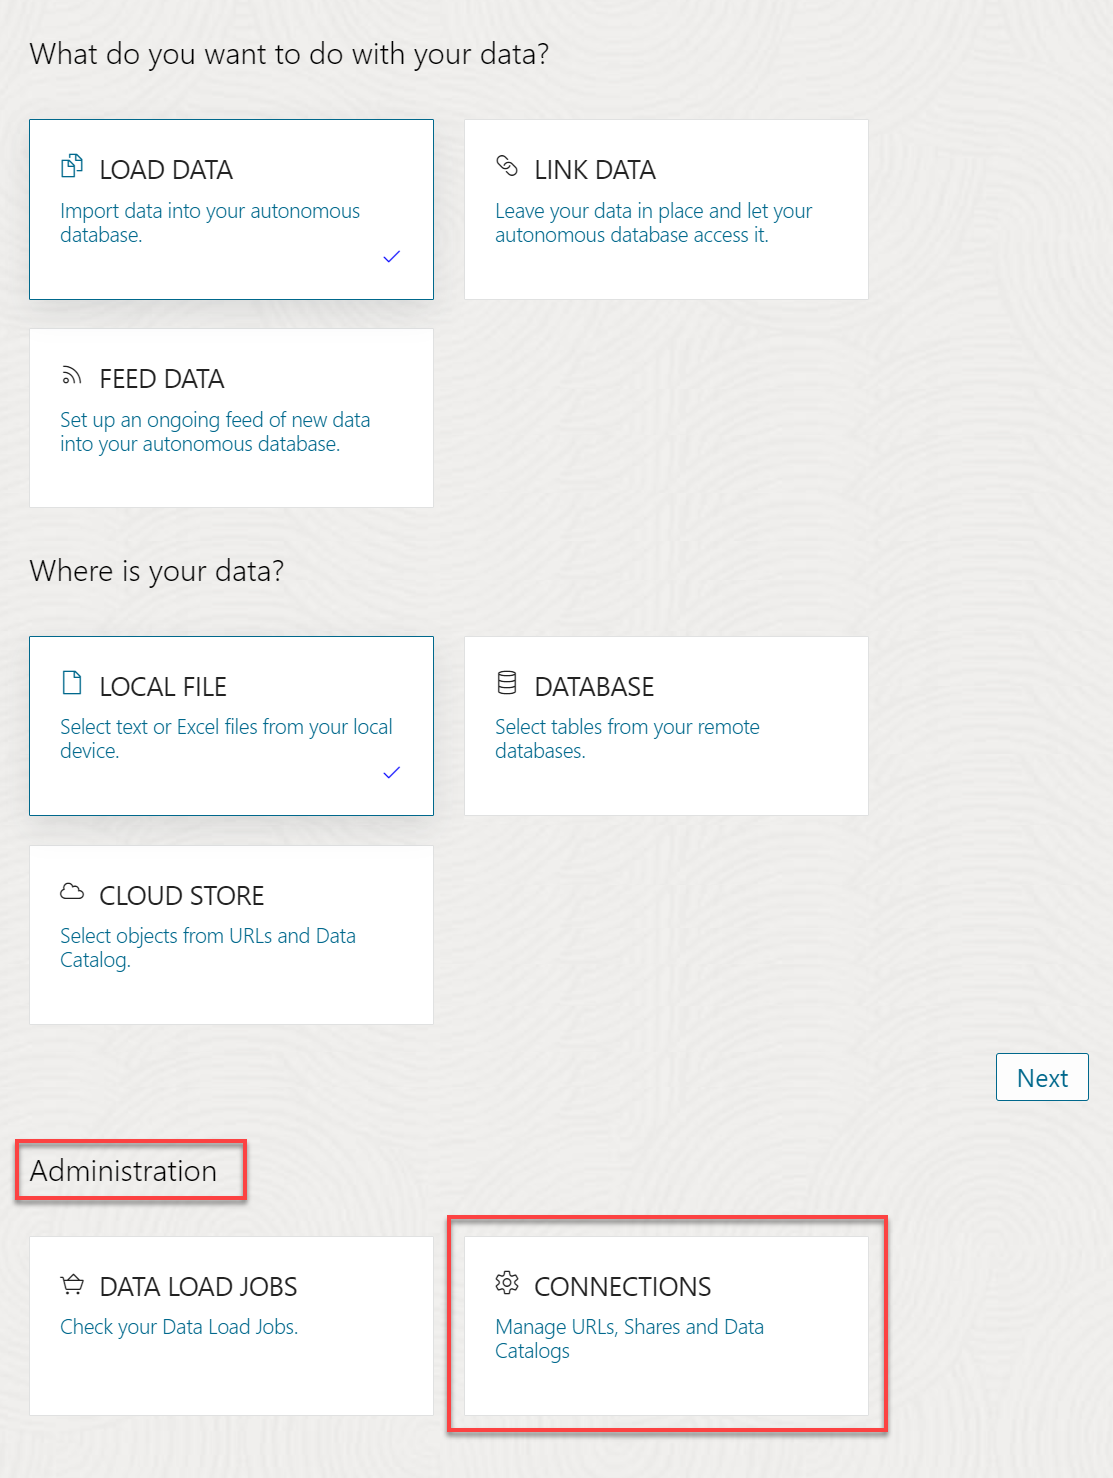 What do you want to do with your data?
LOAD DATA
Import data into your autonomous
database.
LINK DATA
Leave your data in place and let your
autonomous database access it.
FEED DATA
Set up an ongoing feed of new data
into your autonomous database.
Where is your data?
LOCAL FILE
Select text or Excel files from your local
device.
DATABASE
Select tables from your remote
databases.
CLOUD STORE
Select objects from URLs and Data
Catalog.
Next
Administration
DATA LOAD JOBS
Check your Data Load Jobs.
CONNECTIONS
Manage URLs, Shares and Data
Catalogs